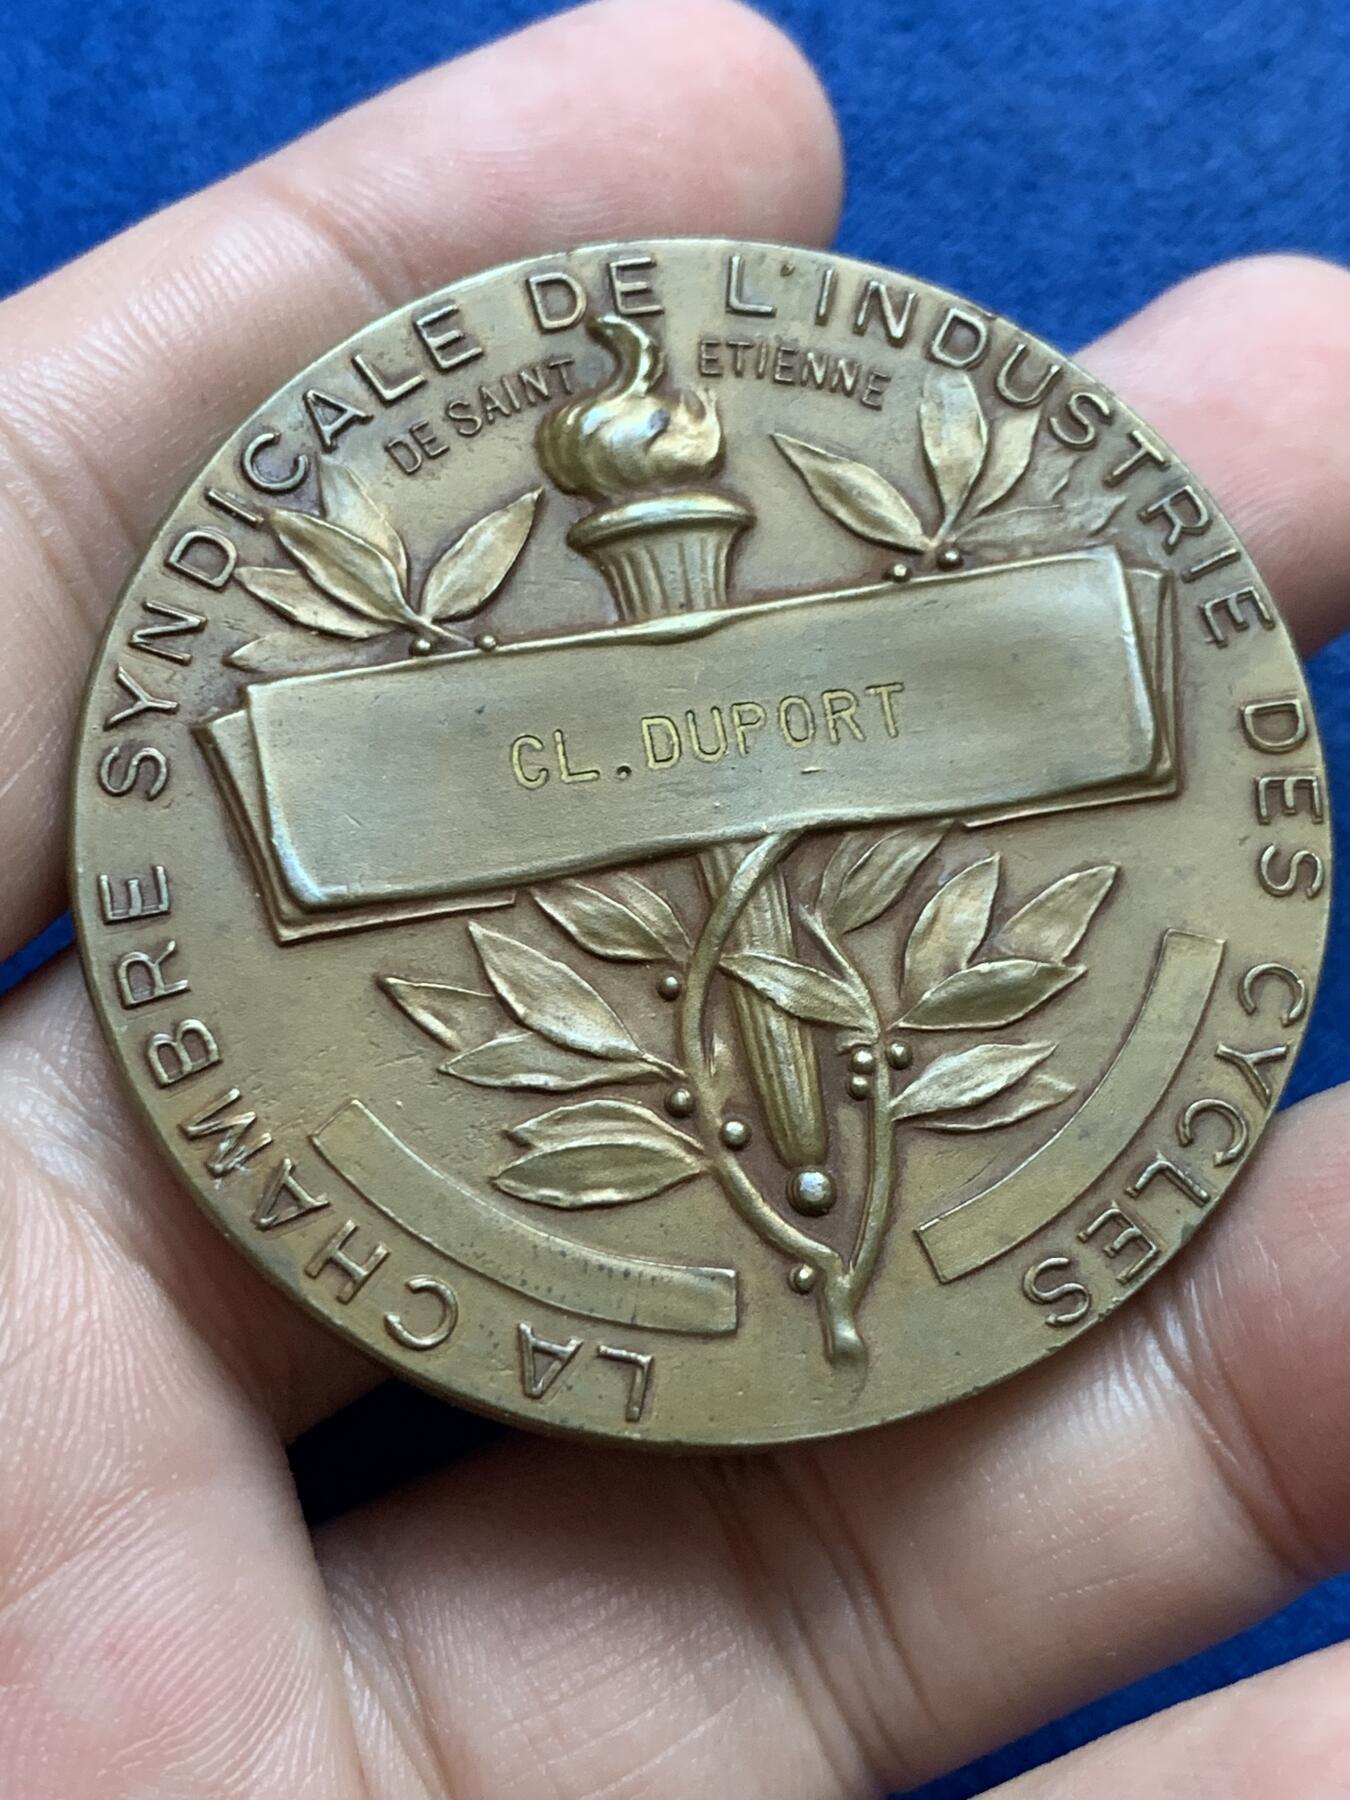 LA CHAMBRE SYNDICALE DE L'INDUSTRIE DES CYCLES
DE SAINT ETIENNE
CL. DUPORT